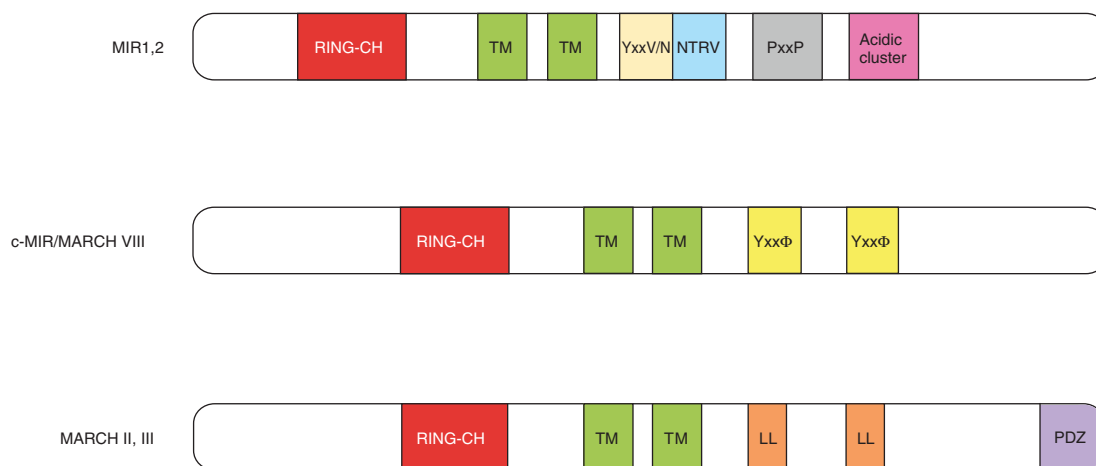 MIR1,2
RING-CH
TM
TM
YxxV/N
NTRV
PxxP
Acidic
cluster
c-MIR/MARCH VIII
RING-CH
TM
TM
YxxΦ
YxxΦ
MARCH II, III
RING-CH
TM
TM
LL
LL
PDZ